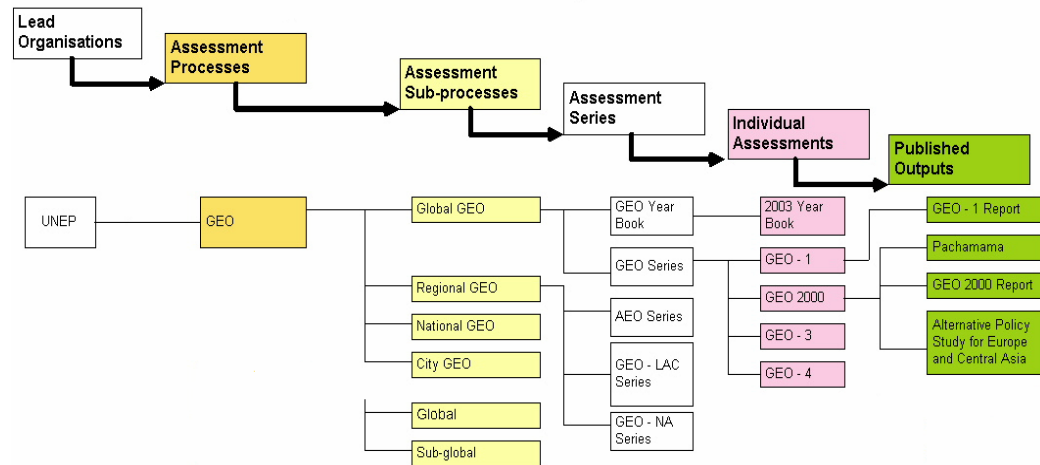 Lead
Organisations
Assessment
Processes
Assessment
Sub-processes
Assessment
Series
Individual
Assessments
Published
Outputs
UNEP
GEO
Global GEO
Regional GEO
National GEO
City GEO
Global
Sub-global
GEO Year
Book
GEO Series
AEO Series
GEO - LAC
Series
GEO - NA
Series
2003 Year
Book
GEO - 1
GEO 2000
GEO - 3
GEO - 4
GEO - 1 Report
Pachamama
GEO 2000 Report
Alternative Policy
Study for Europe
and Central Asia